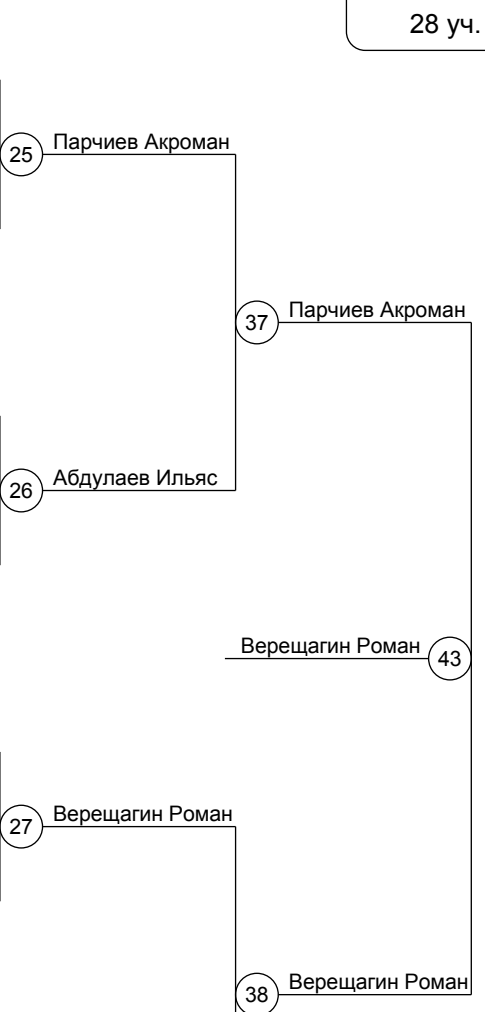 28 уч.
Парчиев Акроман
25
Парчиев Акроман
37
Абдулаев Ильяс
26
Верещагин Роман
43
Верещагин Роман
27
Верещагин Роман
38